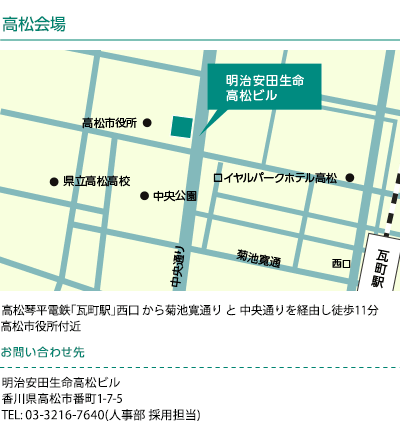 高松会場
明治安田生命
高松ビル
高松市役所
県立高松高校
中央公園
ロイヤルパークホテル高松
中央通り
菊池寛通
西口
瓦町駅
高松琴平電鉄｢瓦町駅｣西口 から菊池寛通り と 中央通りを経由し徒歩11分
高松市役所付近
お問い合わせ先
明治安田生命高松ビル
香川県高松市番町1-7-5
TEL: 03-3216-7640(人事部 採用担当)